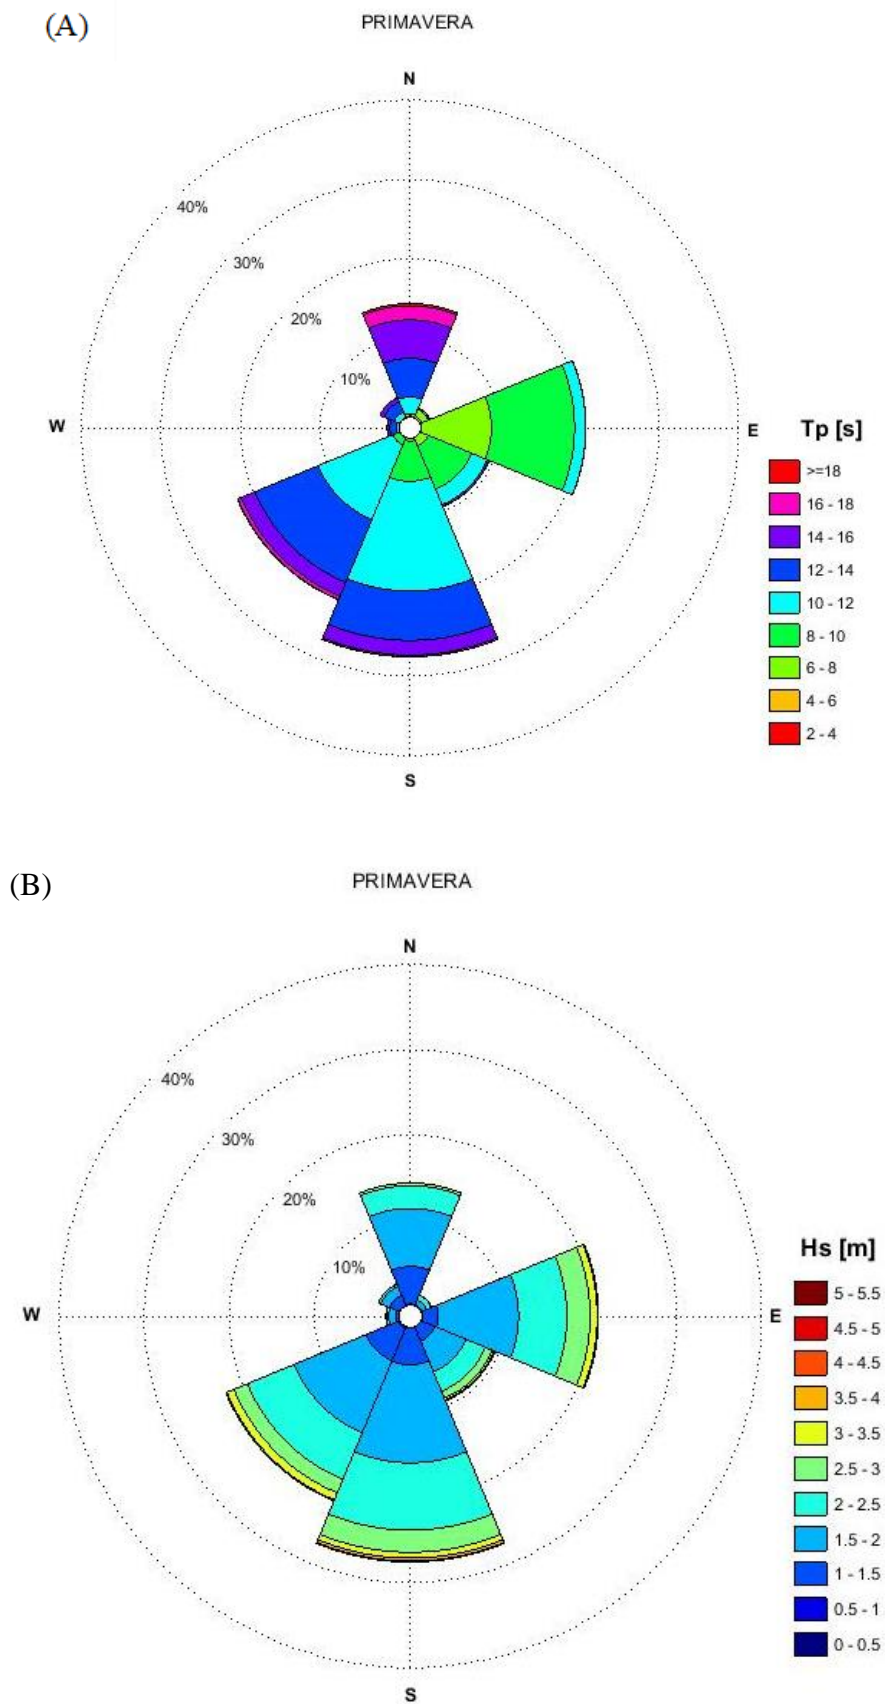 (A)
PRIMAVERA
N
40%
30%
20%
10%
W
E
Tp [s]
>=18
16 - 18
14 - 16
12 - 14
10 - 12
8 - 10
6 - 8
4 - 6
2 - 4
S
(B)
PRIMAVERA
N
40%
30%
20%
10%
W
E
Hs [m]
5 - 5.5
4.5 - 5
4 - 4.5
3.5 - 4
3 - 3.5
2.5 - 3
2 - 2.5
1.5 - 2
1 - 1.5
0.5 - 1
0 - 0.5
S